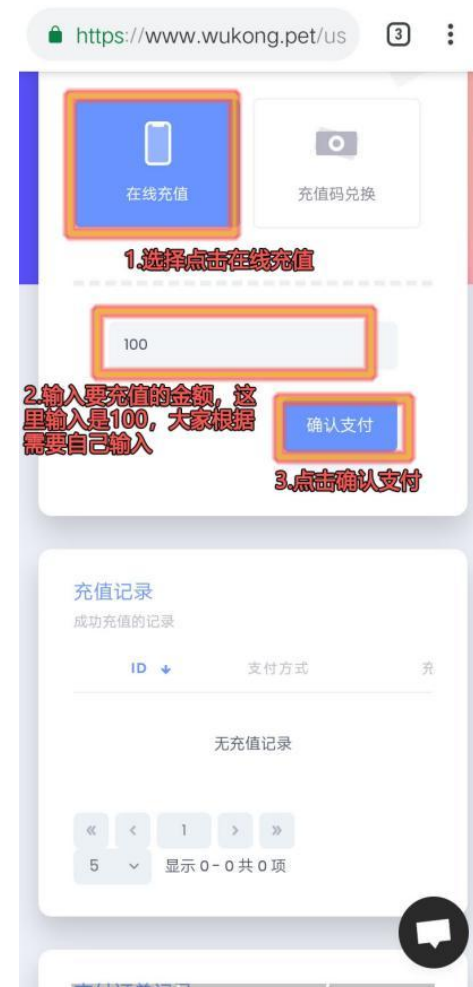 https://www.wukong.pet/us
3
在线充值
充值码兑换
1.选择点击在线充值
100
2.输入要充值的金额，这
里输入是100，大家根据
需要自己输入
确认支付
3.点击确认支付
充值记录
成功充值的记录
ID 支付方式 充
无充值记录
« ‹ 1 › »
5 显示 0 - 0 共 0 项